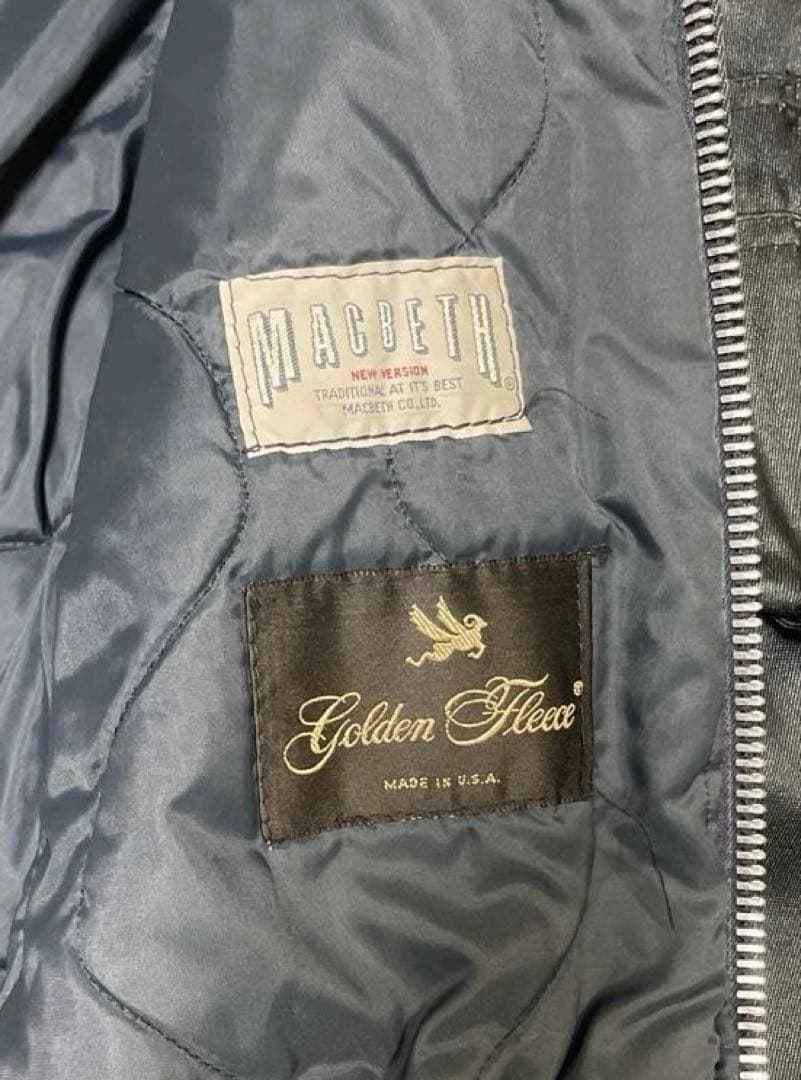 MACBETH®
NEW VERSION
TRADITIONAL AT IT'S BEST
MACBETH CO.,LTD.
Golden Fleece®
MADE IN U.S.A.